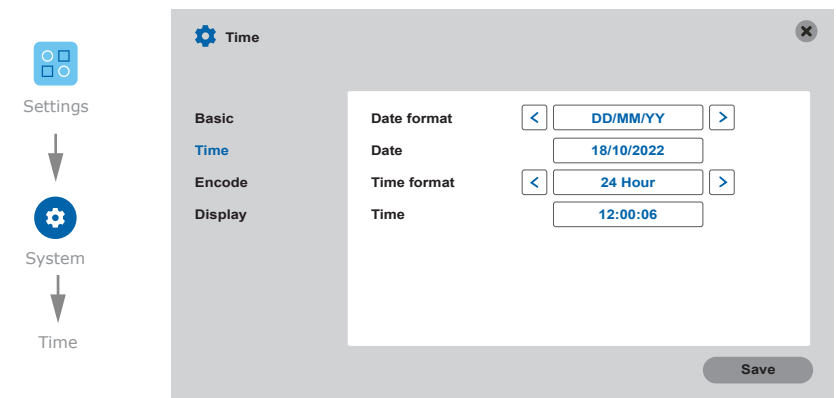 Settings
System
Time
Time
Basic
Time
Encode
Display
Date format < DD/MM/YY >
Date 18/10/2022
Time format < 24 Hour >
Time 12:00:06
Save